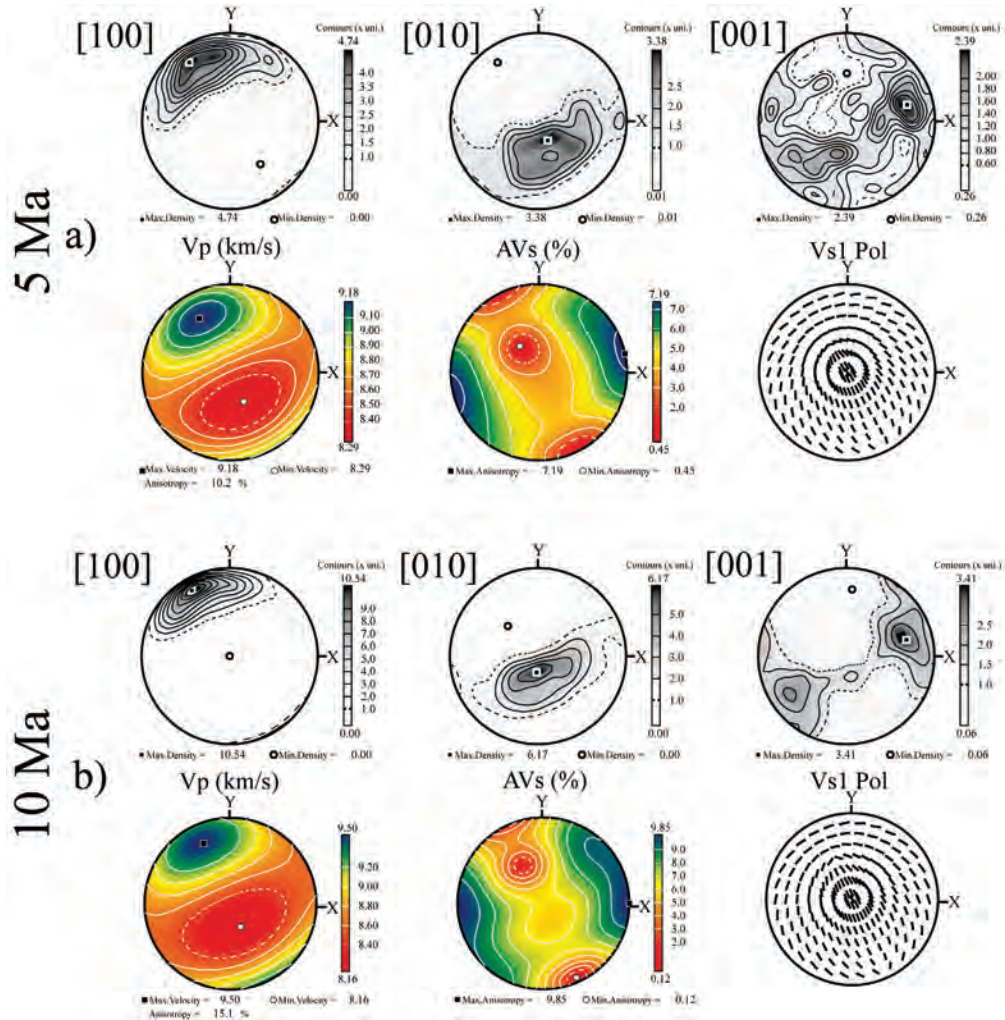 5 Ma
a)
[100]
Y
Contours (x uni.)
4.74
4.0
3.5
3.0
2.5
2.0
1.5
1.0
0.00
X
Max.Density = 4.74 Min.Density = 0.00
[010]
Y
Contours (x uni.)
3.38
2.5
2.0
1.0
0.01
X
Max.Density = 3.38 Min.Density = 0.01
[001]
Y
Contours (x uni.)
2.39
2.00
1.80
1.60
1.40
1.20
1.00
0.80
0.60
0.26
X
Max.Density = 2.39 Min.Density = 0.26
Vp (km/s)
Y
9.18
9.10
9.00
8.90
8.80
8.70
8.60
8.50
8.40
8.29
X
Max.Velocity = 9.18 Min.Velocity = 8.29
Anisotropy = 10.2 %
AVs (%)
Y
7.19
7.0
6.0
5.0
4.0
3.0
2.0
0.45
X
Max.Anisotropy = 7.19 Min.Anisotropy = 0.45
Vs1 Pol
Y
X
10 Ma
b)
[100]
Y
Contours (x uni.)
10.54
9.0
8.0
7.0
6.0
5.0
4.0
3.0
2.0
1.0
0.00
X
Max.Density = 10.54 Min.Density = 0.00
[010]
Y
Contours (x uni.)
6.17
5.0
4.0
3.0
2.0
1.0
0.00
X
Max.Density = 6.17 Min.Density = 0.00
[001]
Y
Contours (x uni.)
3.41
2.5
2.0
1.5
1.0
0.06
X
Max.Density = 3.41 Min.Density = 0.06
Vp (km/s)
Y
9.50
9.20
9.00
8.80
8.60
8.40
8.16
X
Max.Velocity = 9.50 Min.Velocity = 8.16
Anisotropy = 15.1 %
AVs (%)
Y
9.85
9.0
8.0
7.0
6.0
5.0
4.0
3.0
2.0
0.12
X
Max.Anisotropy = 9.85 Min.Anisotropy = 0.12
Vs1 Pol
Y
X